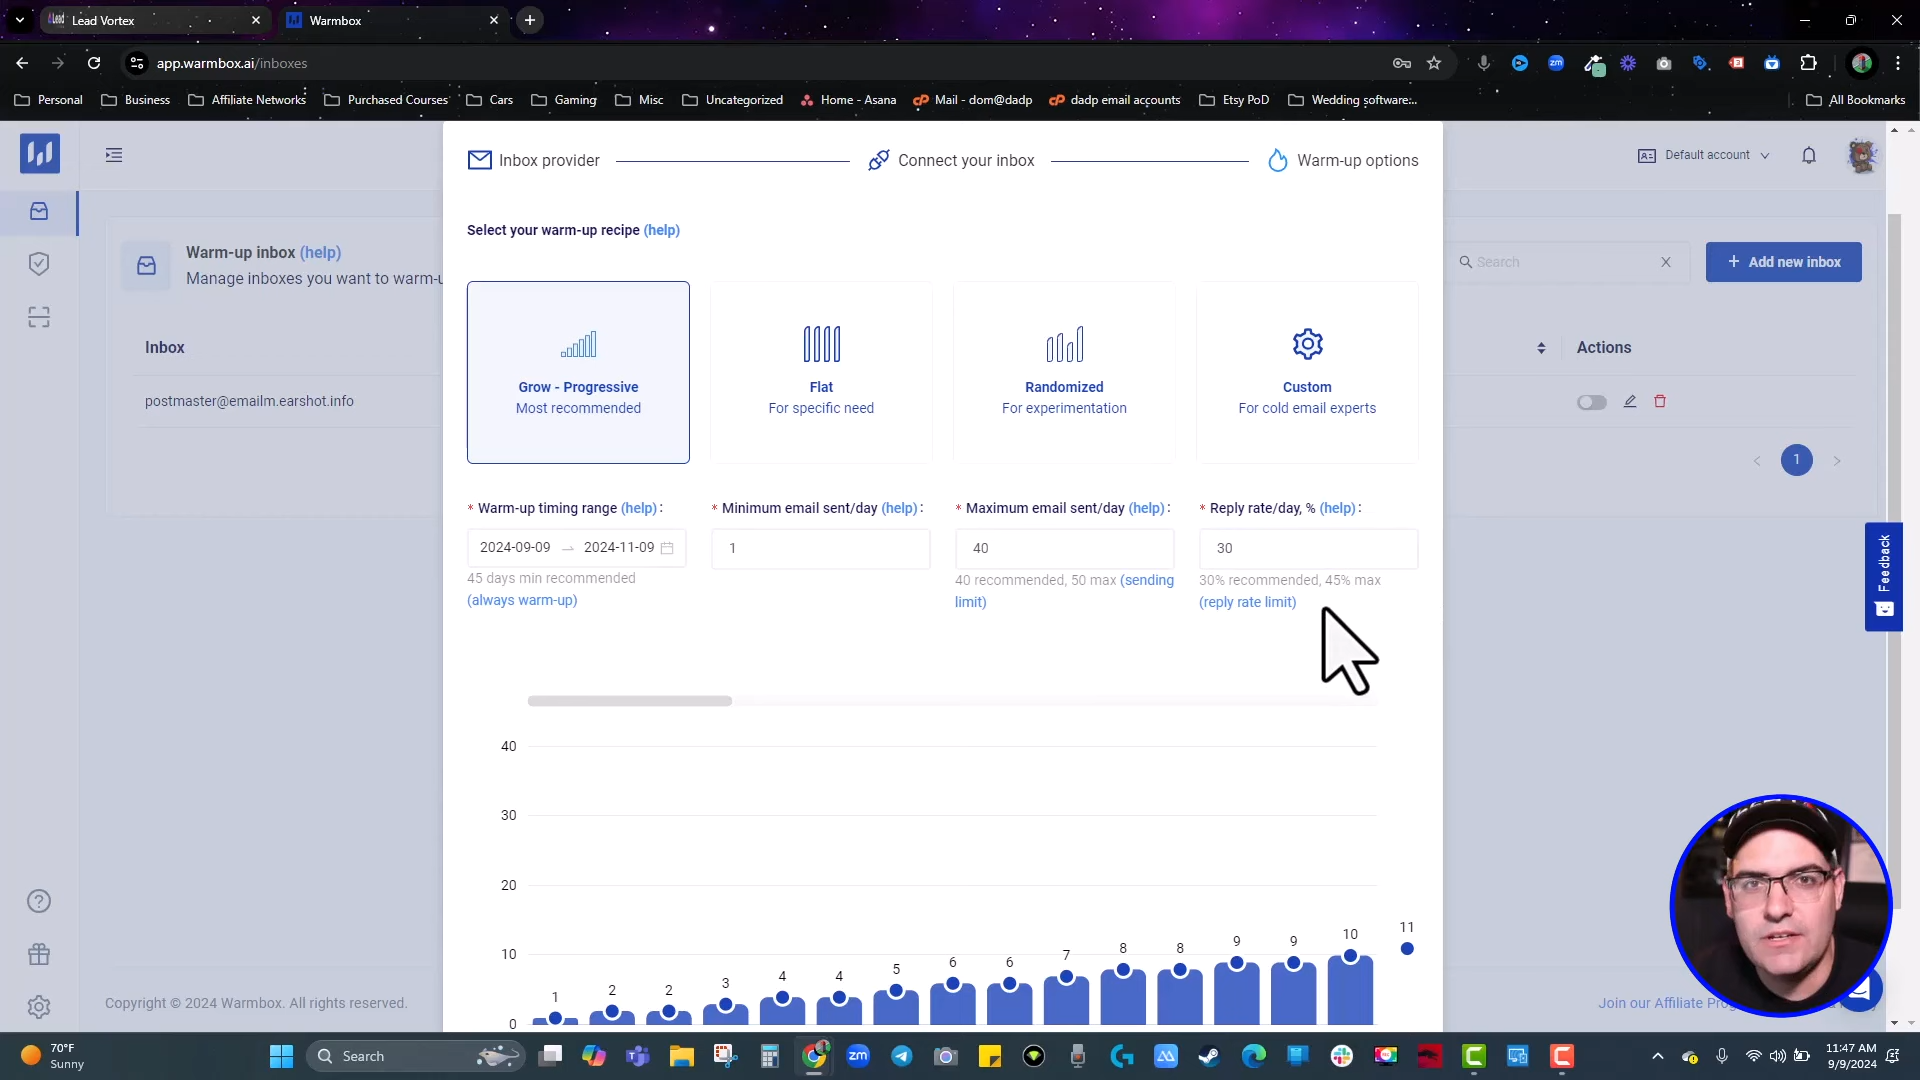 Lead Vortex
Warmbox
app.warmbox.ai/inboxes
Personal
Business
Affiliate Networks
Purchased Courses
Cars
Gaming
Misc
Uncategorized
Home - Asana
Mail - dom@dadp
dadp email accounts
Etsy PoD
Wedding software:...
All Bookmarks
Inbox provider
Connect your inbox
Warm-up options
Default account
Select your warm-up recipe (help)
Warm-up inbox (help)
Manage inboxes you want to warm-u
Search
X
+ Add new inbox
Grow - Progressive
Most recommended
Flat
For specific need
Randomized
For experimentation
Custom
For cold email experts
Inbox
Actions
postmaster@emailm.earshot.info
1
* Warm-up timing range (help) :
2024-09-09 → 2024-11-09
45 days min recommended
(always warm-up)
* Minimum email sent/day (help) :
1
* Maximum email sent/day (help) :
40
40 recommended, 50 max (sending
limit)
* Reply rate/day, % (help) :
30
30% recommended, 45% max
(reply rate limit)
Feedback
40
30
20
10
0
1
2
2
3
4
4
5
6
6
7
8
8
9
9
10
11
Copyright © 2024 Warmbox. All rights reserved.
Join our Affiliate Pro
70°F
Sunny
Search
zm
11:47 AM
9/9/2024